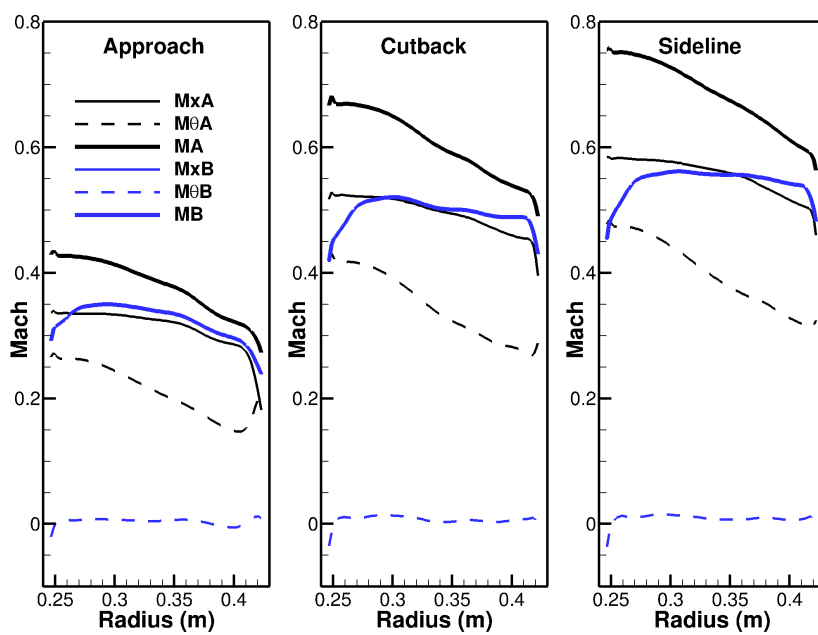 Approach
Cutback
Sideline
MxA
MθA
MA
MxB
MθB
MB
Mach
0.8
0.6
0.4
0.2
0
0.25 0.3 0.35 0.4
Radius (m)
Mach
0.8
0.6
0.4
0.2
0
0.25 0.3 0.35 0.4
Radius (m)
Mach
0.8
0.6
0.4
0.2
0
0.25 0.3 0.35 0.4
Radius (m)